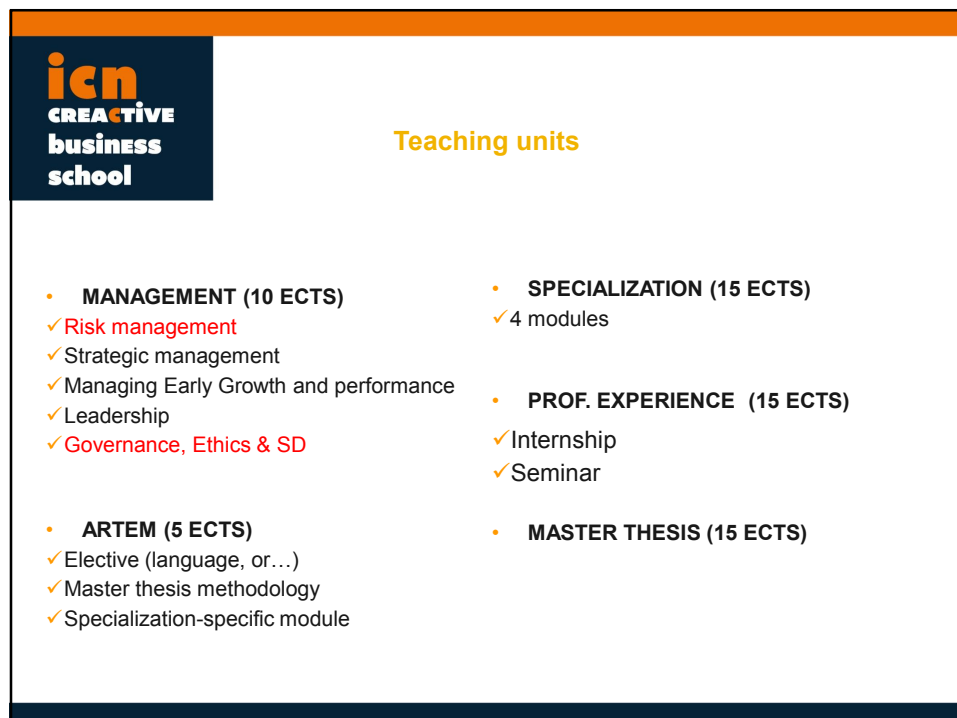 icn
CREACTIVE
business
school
Teaching units
• MANAGEMENT (10 ECTS)
✓Risk management
✓Strategic management
✓Managing Early Growth and performance
✓Leadership
✓Governance, Ethics & SD
• ARTEM (5 ECTS)
✓Elective (language, or…)
✓Master thesis methodology
✓Specialization-specific module
• SPECIALIZATION (15 ECTS)
✓4 modules
• PROF. EXPERIENCE (15 ECTS)
✓Internship
✓Seminar
• MASTER THESIS (15 ECTS)